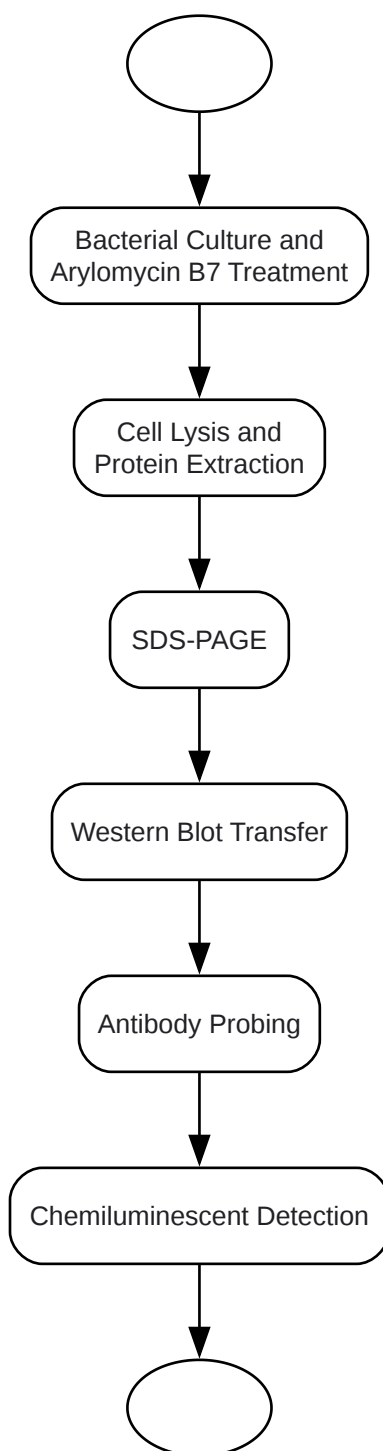 Bacterial Culture and
Arylomycin B7 Treatment
Cell Lysis and
Protein Extraction
SDS-PAGE
Western Blot Transfer
Antibody Probing
Chemiluminescent Detection